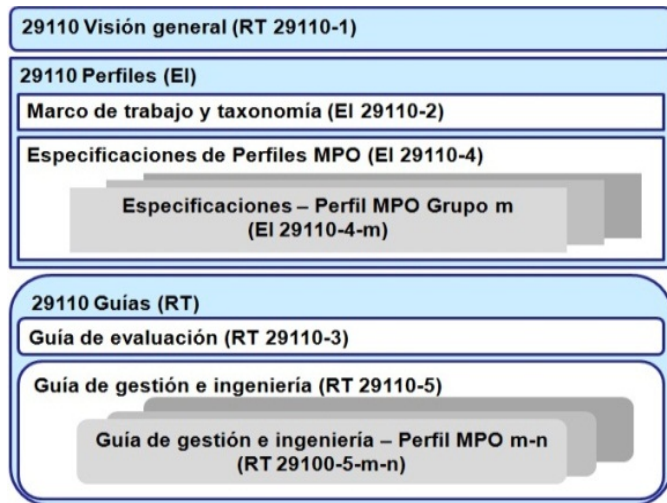 29110 Visión general (RT 29110-1)
29110 Perfiles (EI)
Marco de trabajo y taxonomía (EI 29110-2)
Especificaciones de Perfiles MPO (EI 29110-4)
Especificaciones – Perfil MPO Grupo m
(EI 29110-4-m)
29110 Guías (RT)
Guía de evaluación (RT 29110-3)
Guía de gestión e ingeniería (RT 29110-5)
Guía de gestión e ingeniería – Perfil MPO m-n
(RT 29100-5-m-n)